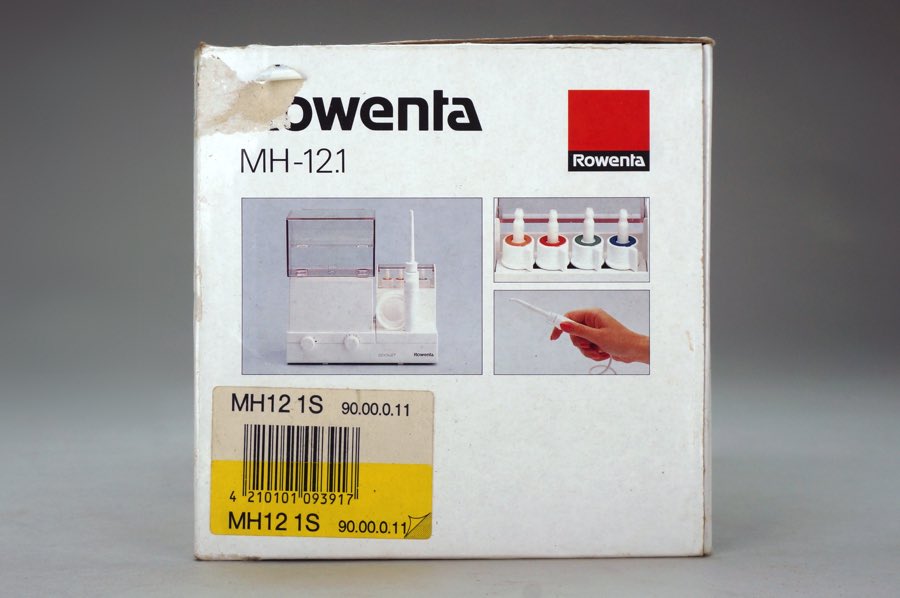 Rowenta
MH-12.1
Rowenta
Rowenta
MH12 1S 90.00.0.11
4 210101 093917
MH12 1S 90.00.0.11